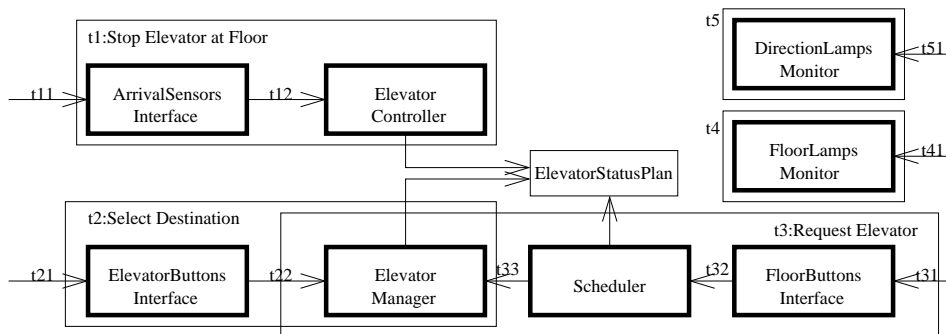 t1:Stop Elevator at Floor
t5
DirectionLamps
Monitor
t51
t11
ArrivalSensors
Interface
t12
Elevator
Controller
t4
FloorLamps
Monitor
t41
ElevatorStatusPlan
t2:Select Destination
t3:Request Elevator
t21
ElevatorButtons
Interface
t22
Elevator
Manager
t33
Scheduler
t32
FloorButtons
Interface
t31